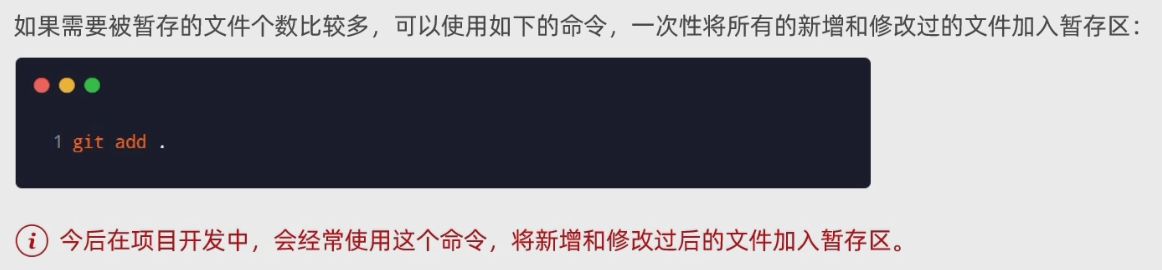 如果需要被暂存的文件个数比较多，可以使用如下的命令，一次性将所有的新增和修改过的文件加入暂存区：
1 git add .
i 今后在项目开发中，会经常使用这个命令，将新增和修改过后的文件加入暂存区。